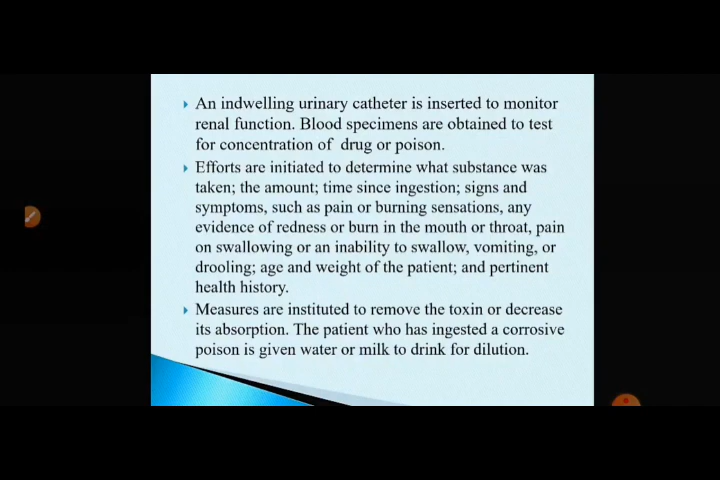 An indwelling urinary catheter is inserted to monitor
renal function. Blood specimens are obtained to test
for concentration of drug or poison.
Efforts are initiated to determine what substance was
taken; the amount; time since ingestion; signs and
symptoms, such as pain or burning sensations, any
evidence of redness or burn in the mouth or throat, pain
on swallowing or an inability to swallow, vomiting, or
drooling; age and weight of the patient; and pertinent
health history.
Measures are instituted to remove the toxin or decrease
its absorption. The patient who has ingested a corrosive
poison is given water or milk to drink for dilution.